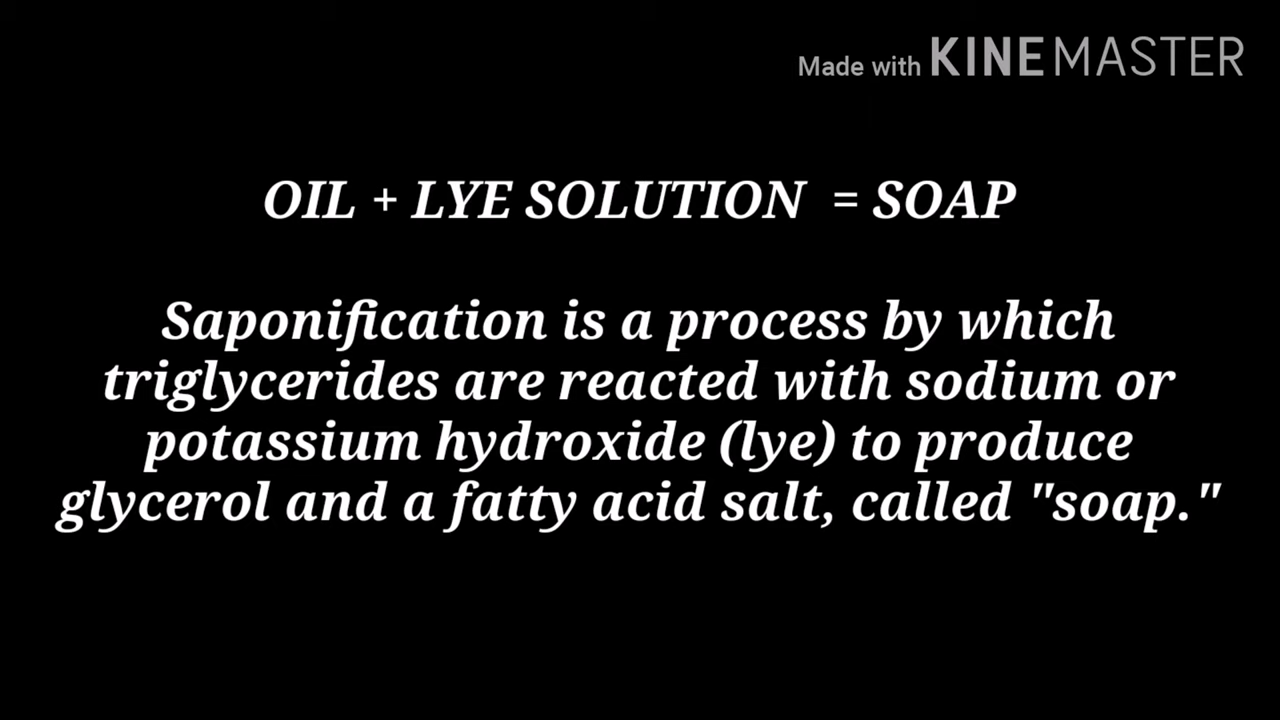 Made with KINEMASTER
OIL + LYE SOLUTION = SOAP
Saponification is a process by which
triglycerides are reacted with sodium or
potassium hydroxide (lye) to produce
glycerol and a fatty acid salt, called "soap."